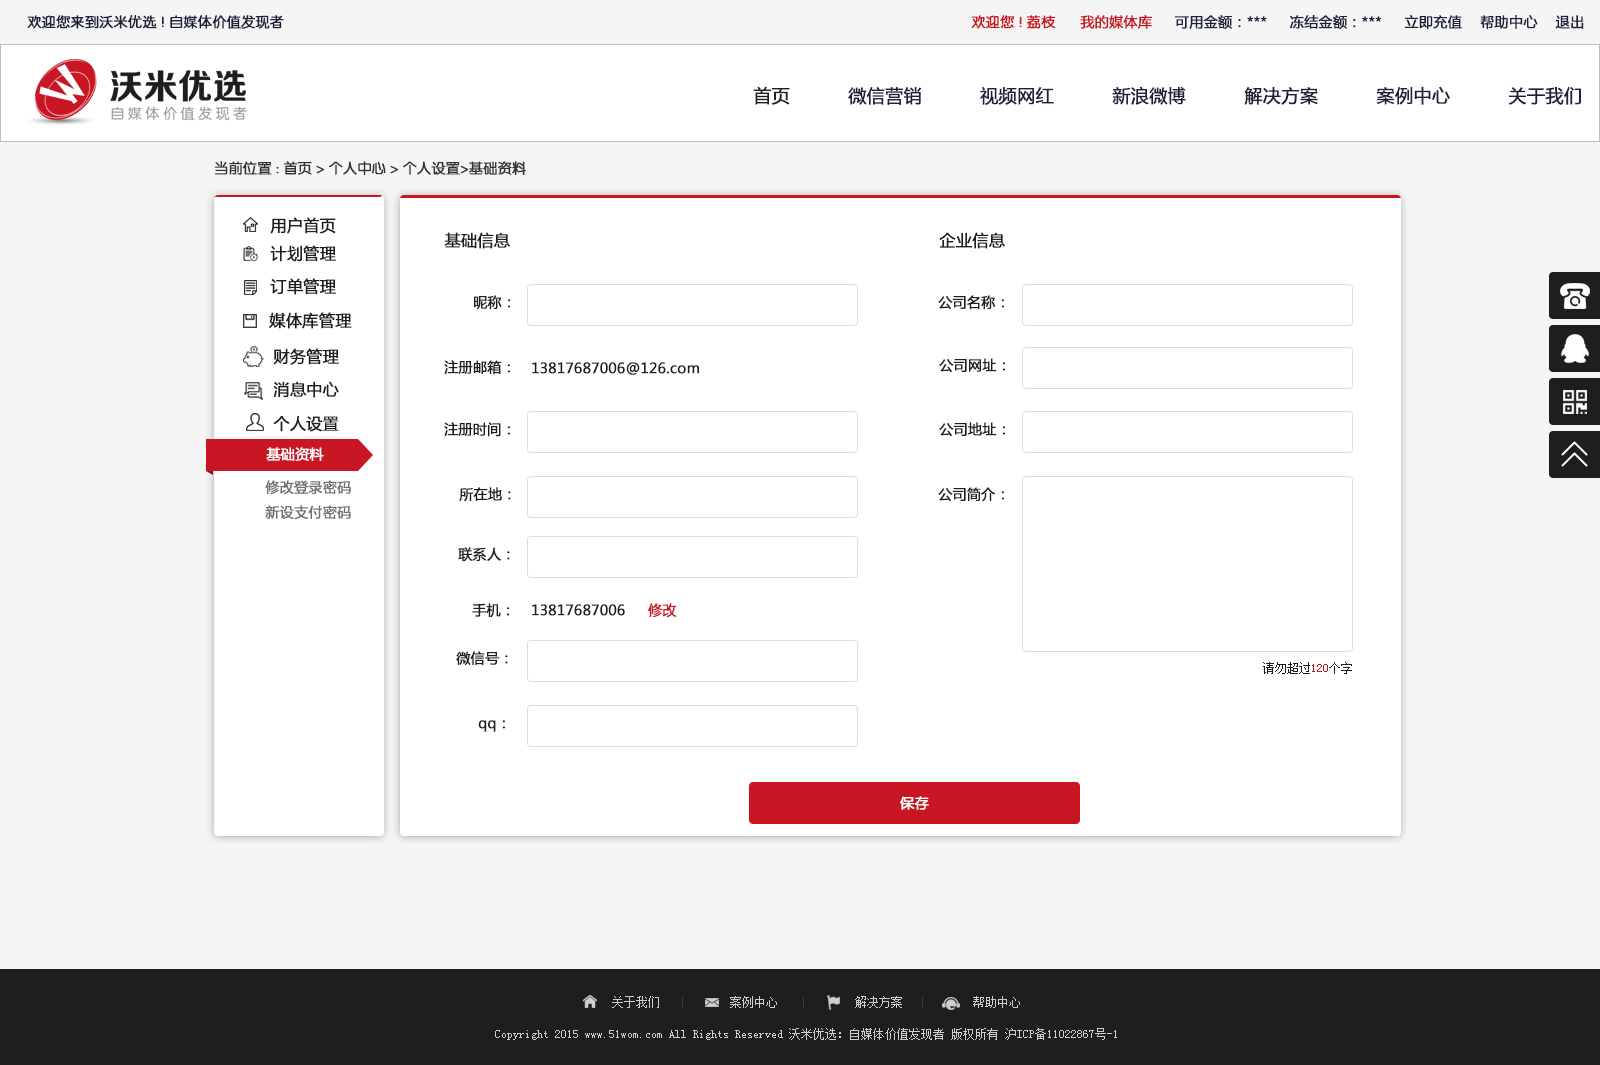 欢迎您来到沃米优选！自媒体价值发现者
欢迎您！荔枝 我的媒体库 可用金额：*** 冻结金额：*** 立即充值 帮助中心 退出
沃米优选
自媒体价值发现者
首页 微信营销 视频网红 新浪微博 解决方案 案例中心 关于我们
当前位置 : 首页 > 个人中心 > 个人设置>基础资料
用户首页
计划管理
订单管理
媒体库管理
财务管理
消息中心
个人设置
基础资料
修改登录密码
新设支付密码
基础信息
昵称：
注册邮箱： 13817687006@126.com
注册时间：
所在地：
联系人：
手机： 13817687006 修改
微信号：
qq：
企业信息
公司名称：
公司网址：
公司地址：
公司简介：
请勿超过120个字
保存
关于我们 案例中心 解决方案 帮助中心
Copyright 2015 www.51wom.com All Rights Reserved 沃米优选：自媒体价值发现者 版权所有 沪ICP备11022867号-1